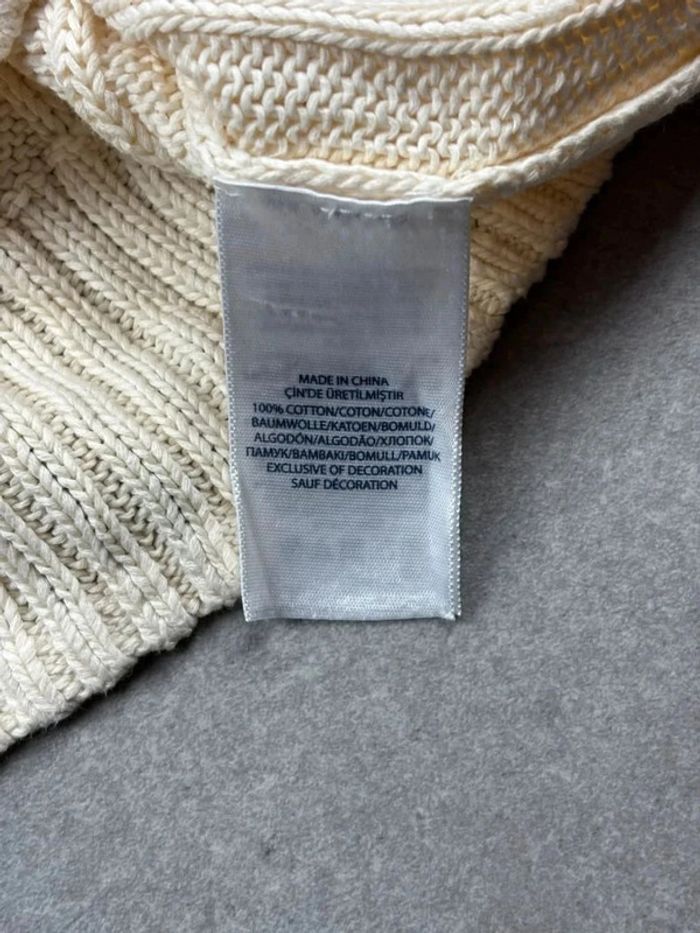 MADE IN CHINA
ÇİN'DE ÜRETİLMİŞTİR
100% COTTON/COTON/COTONE/
BAUMWOLLE/KATOEN/BOMULD/
ALGODÓN/ALGODÃO/ХЛОПОК/
ПАМУК/BAMBAKI/BOMULL/PAMUK
EXCLUSIVE OF DECORATION
SAUF DÉCORATION